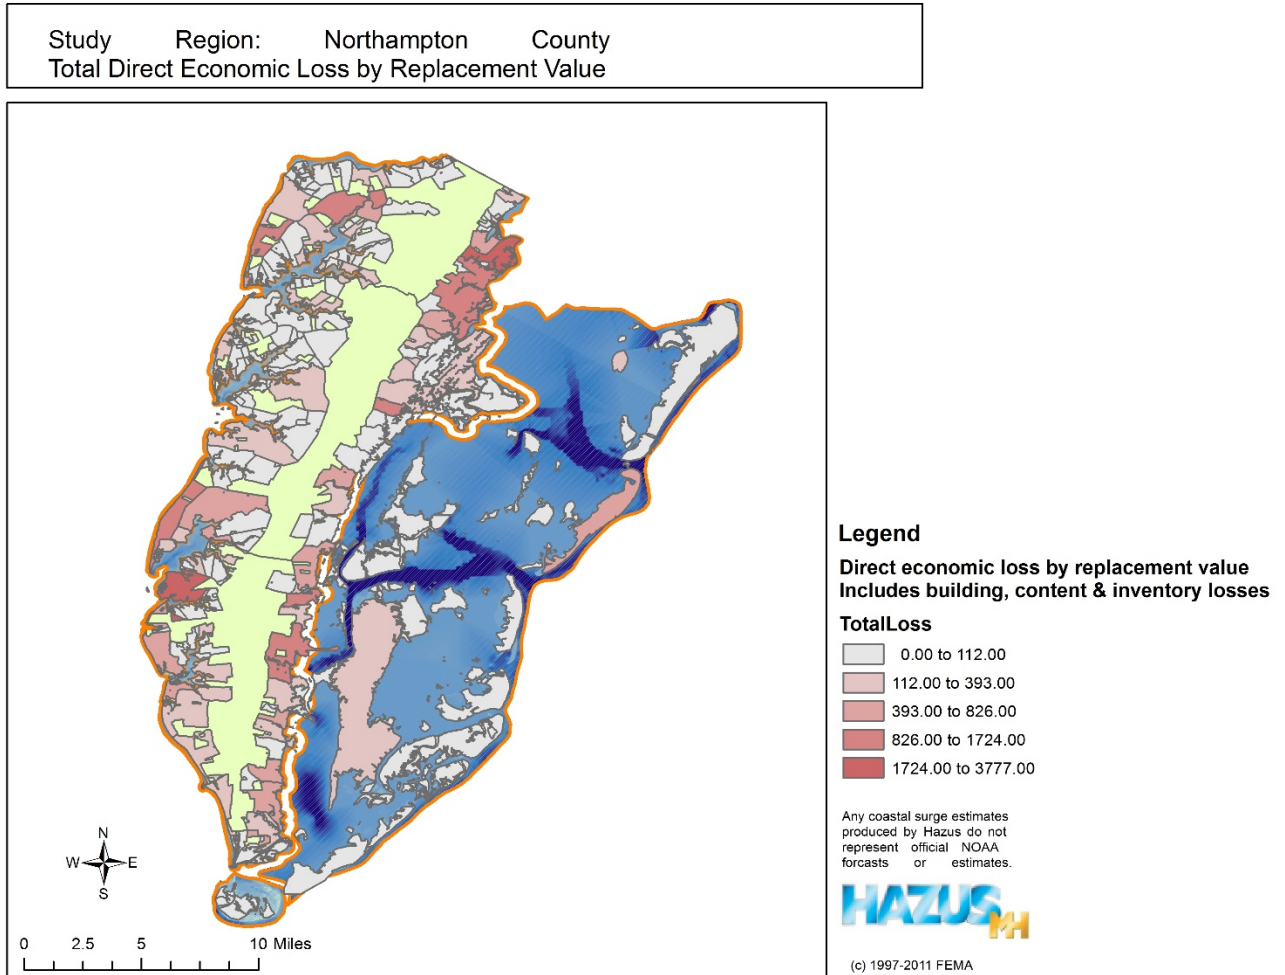 Study Region: Northampton County
Total Direct Economic Loss by Replacement Value
Legend
Direct economic loss by replacement value
Includes building, content & inventory losses
TotalLoss
0.00 to 112.00
112.00 to 393.00
393.00 to 826.00
826.00 to 1724.00
1724.00 to 3777.00
Any coastal surge estimates
produced by Hazus do not
represent official NOAA
forcasts or estimates.
HAZUS MH
(c) 1997-2011 FEMA
N
W E
S
0 2.5 5 10 Miles